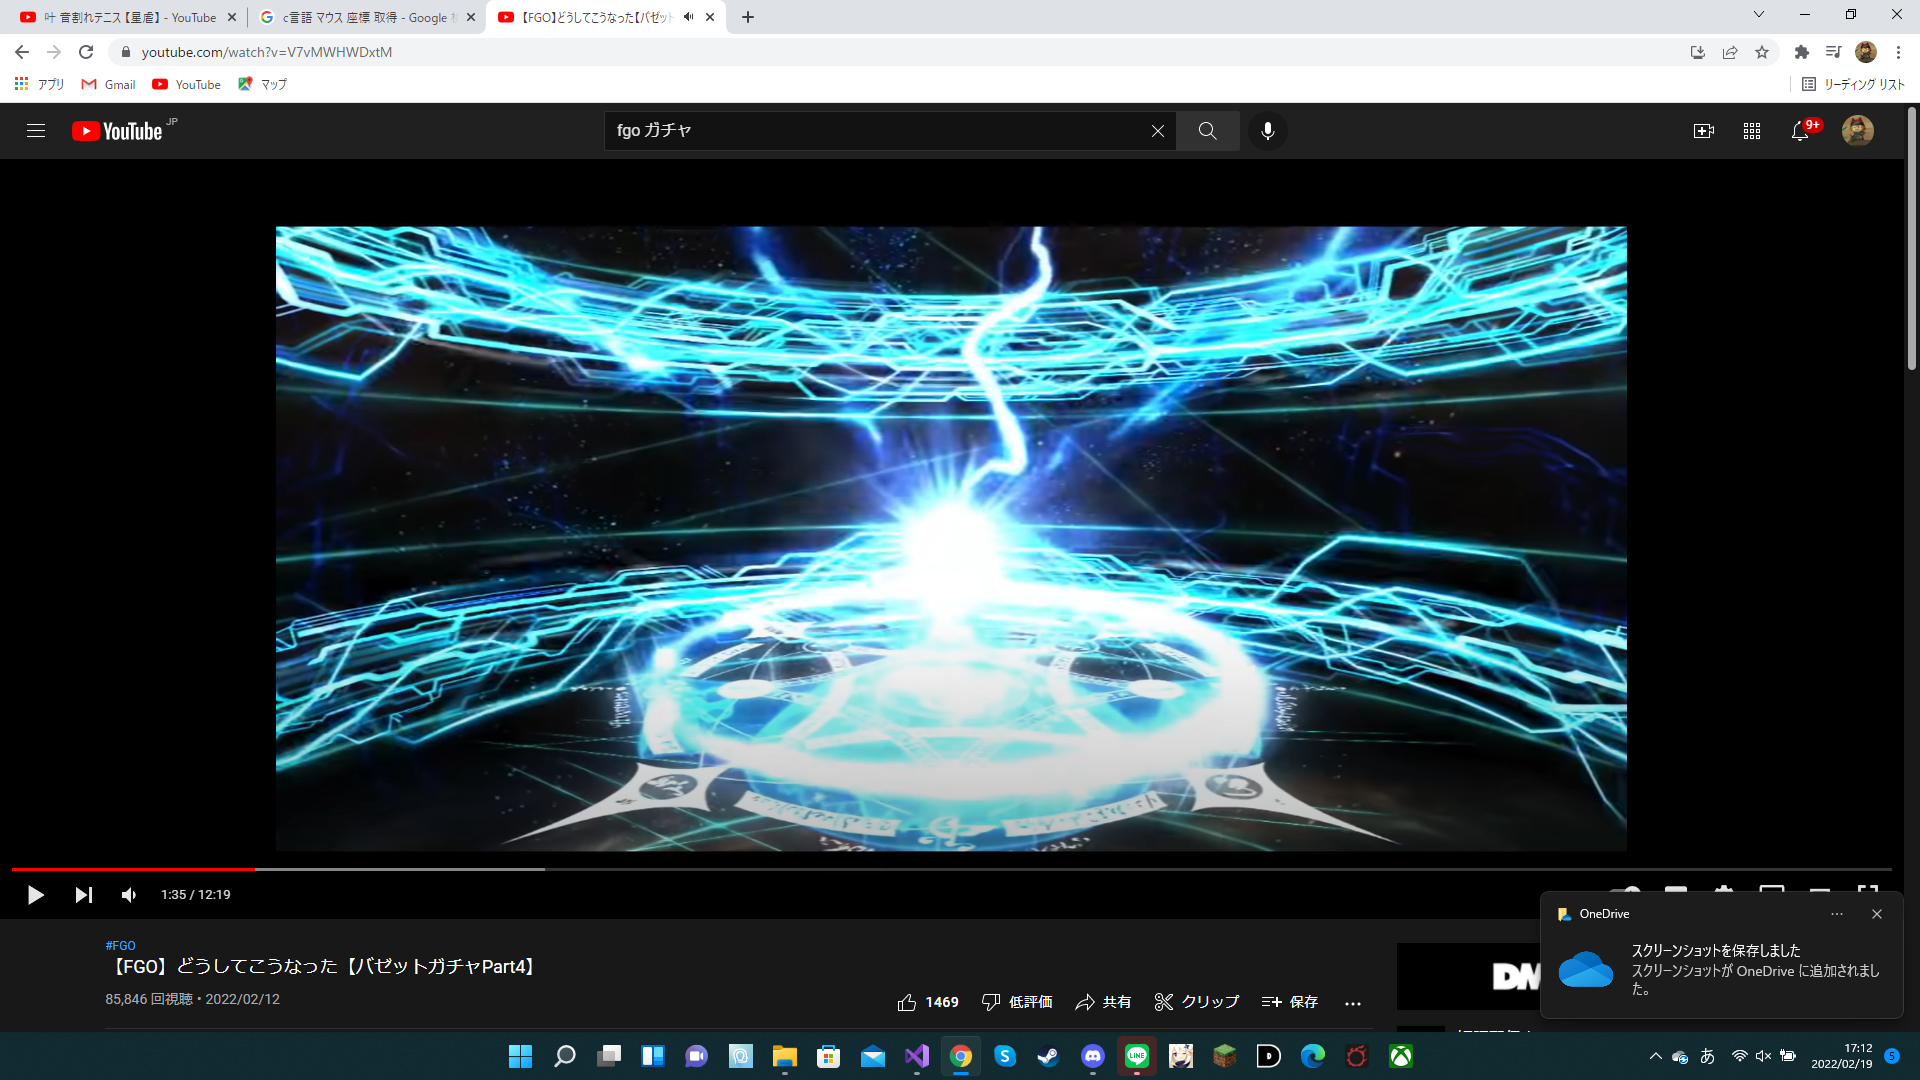 叶 音割れテニス【星虐】 - YouTube
c言語 マウス 座標 取得 - Google
【FGO】どうしてこうなった【バゼット
youtube.com/watch?v=V7vMWHWDxtM
アプリ
Gmail
YouTube
マップ
リーディング リスト
YouTube JP
fgo ガチャ
9+
1:35 / 12:19
#FGO
【FGO】どうしてこうなった【バゼットガチャPart4】
85,846 回視聴・2022/02/12
1469
低評価
共有
クリップ
保存
DM
OneDrive
スクリーンショットを保存しました
スクリーンショットが OneDrive に追加されまし
た。
LINE
あ
17:12
2022/02/19
5